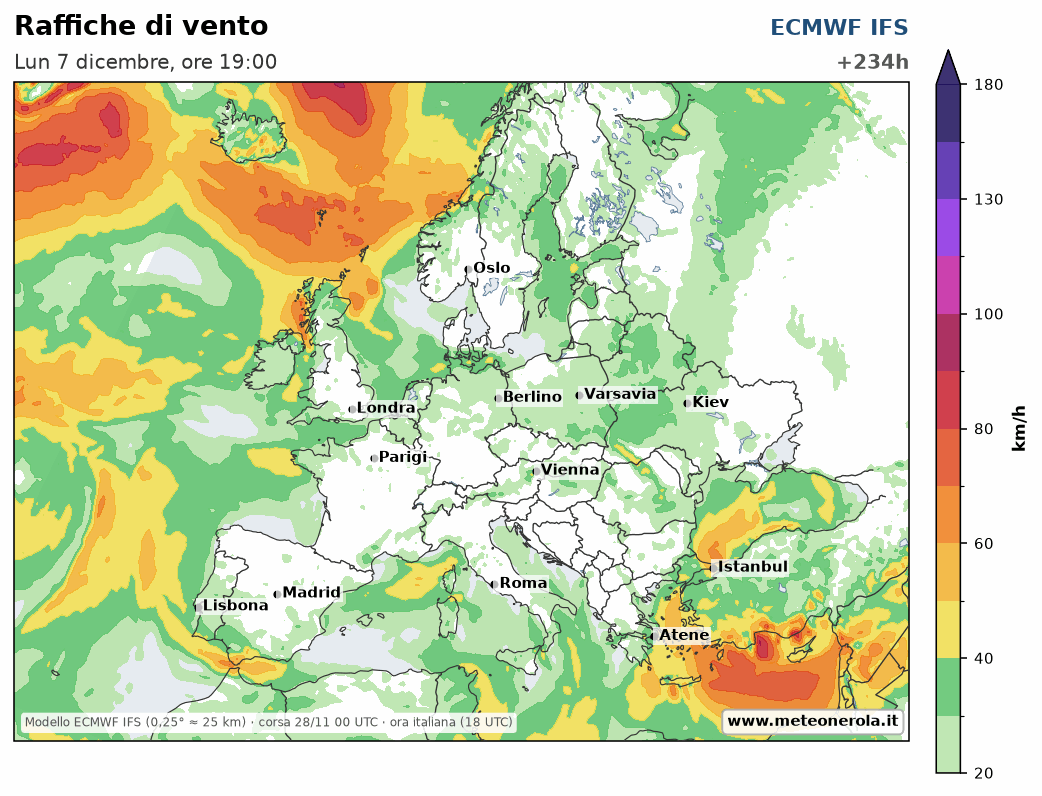 Raffiche di vento
ECMWF IFS
Lun 7 dicembre, ore 19:00
+234h
180
130
100
80
60
40
20
km/h
Oslo
Londra
Berlino
Varsavia
Kiev
Parigi
Vienna
Istanbul
Roma
Madrid
Lisbona
Atene
Modello ECMWF IFS (0,25° ≈ 25 km) · corsa 28/11 00 UTC · ora italiana (18 UTC)
www.meteonerola.it